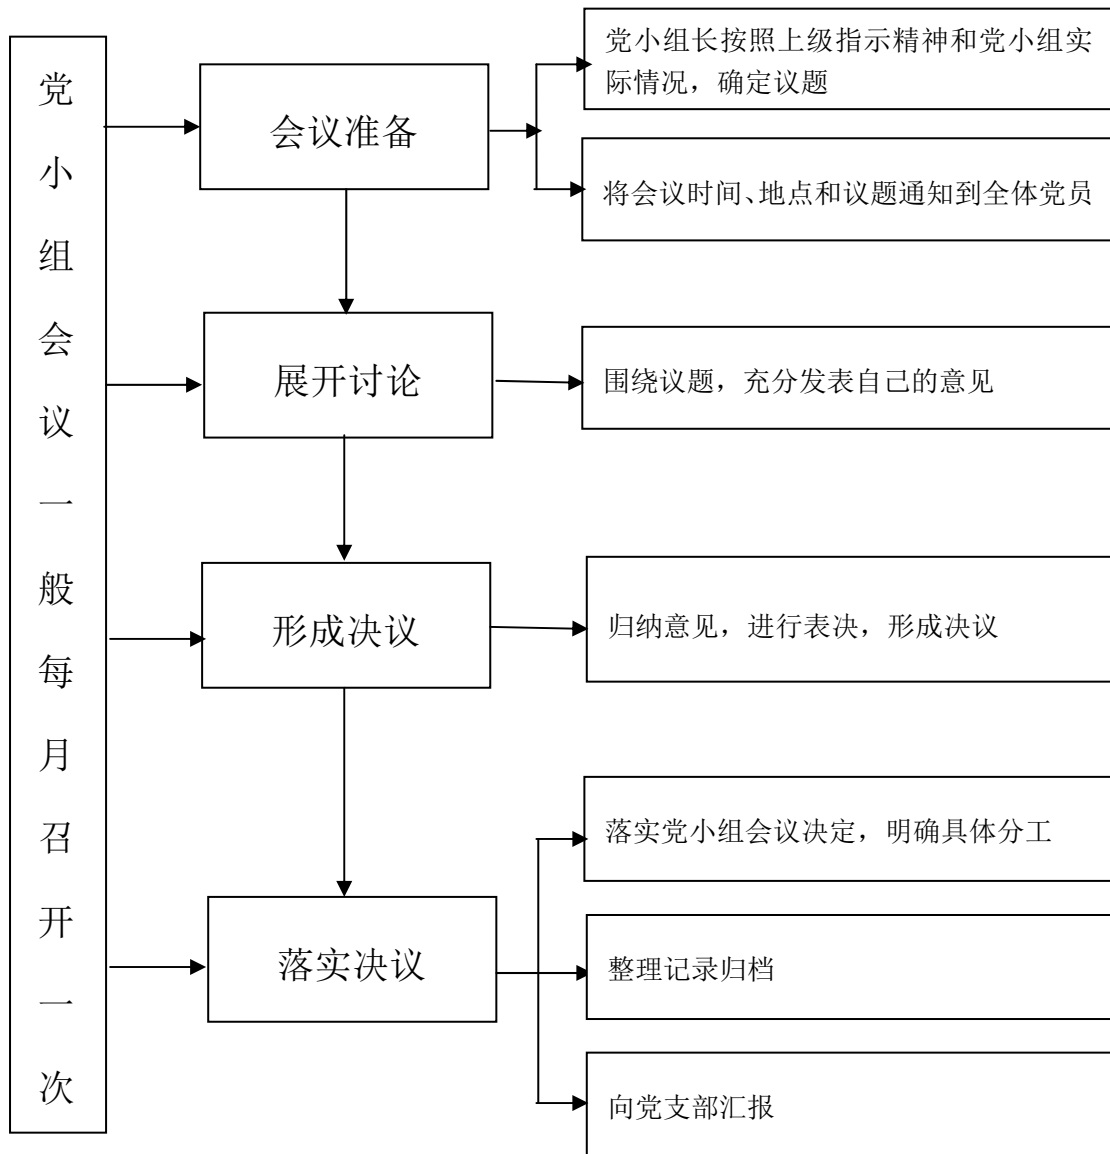 党小组会议一般每月召开一次
会议准备
党小组长按照上级指示精神和党小组实
际情况，确定议题
将会议时间、地点和议题通知到全体党员
展开讨论
围绕议题，充分发表自己的意见
形成决议
归纳意见，进行表决，形成决议
落实决议
落实党小组会议决定，明确具体分工
整理记录归档
向党支部汇报